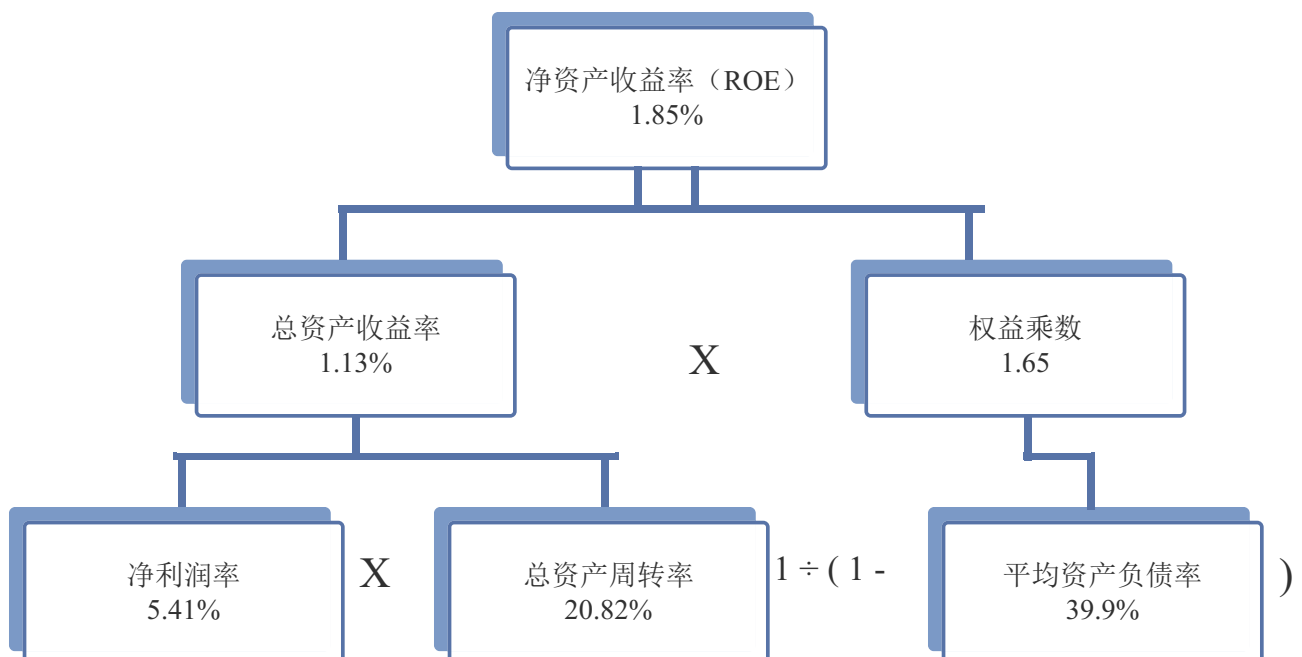 净资产收益率（ROE）
1.85%
总资产收益率
1.13%
X
权益乘数
1.65
净利润率
5.41%
X
总资产周转率
20.82%
1 ÷ ( 1 -
平均资产负债率
39.9%
)